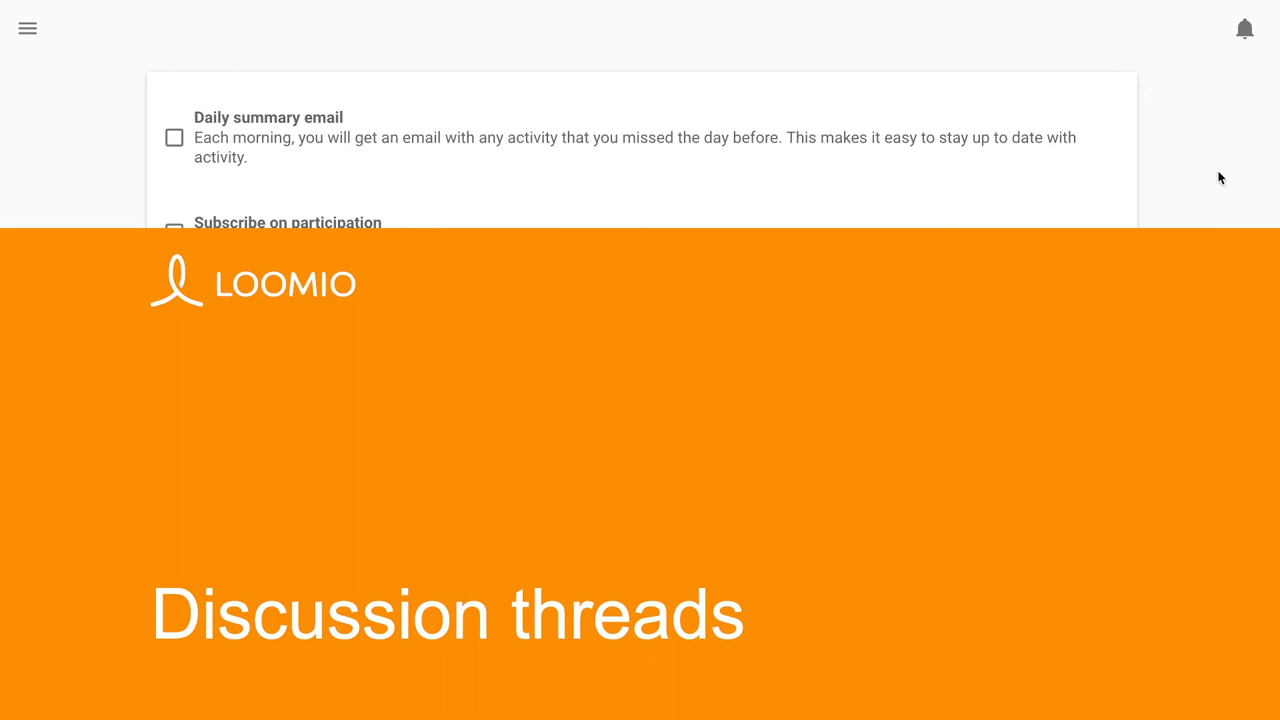 Daily summary email
Each morning, you will get an email with any activity that you missed the day before. This makes it easy to stay up to date with
activity.
Subscribe on participation
LOOMIO
Discussion threads